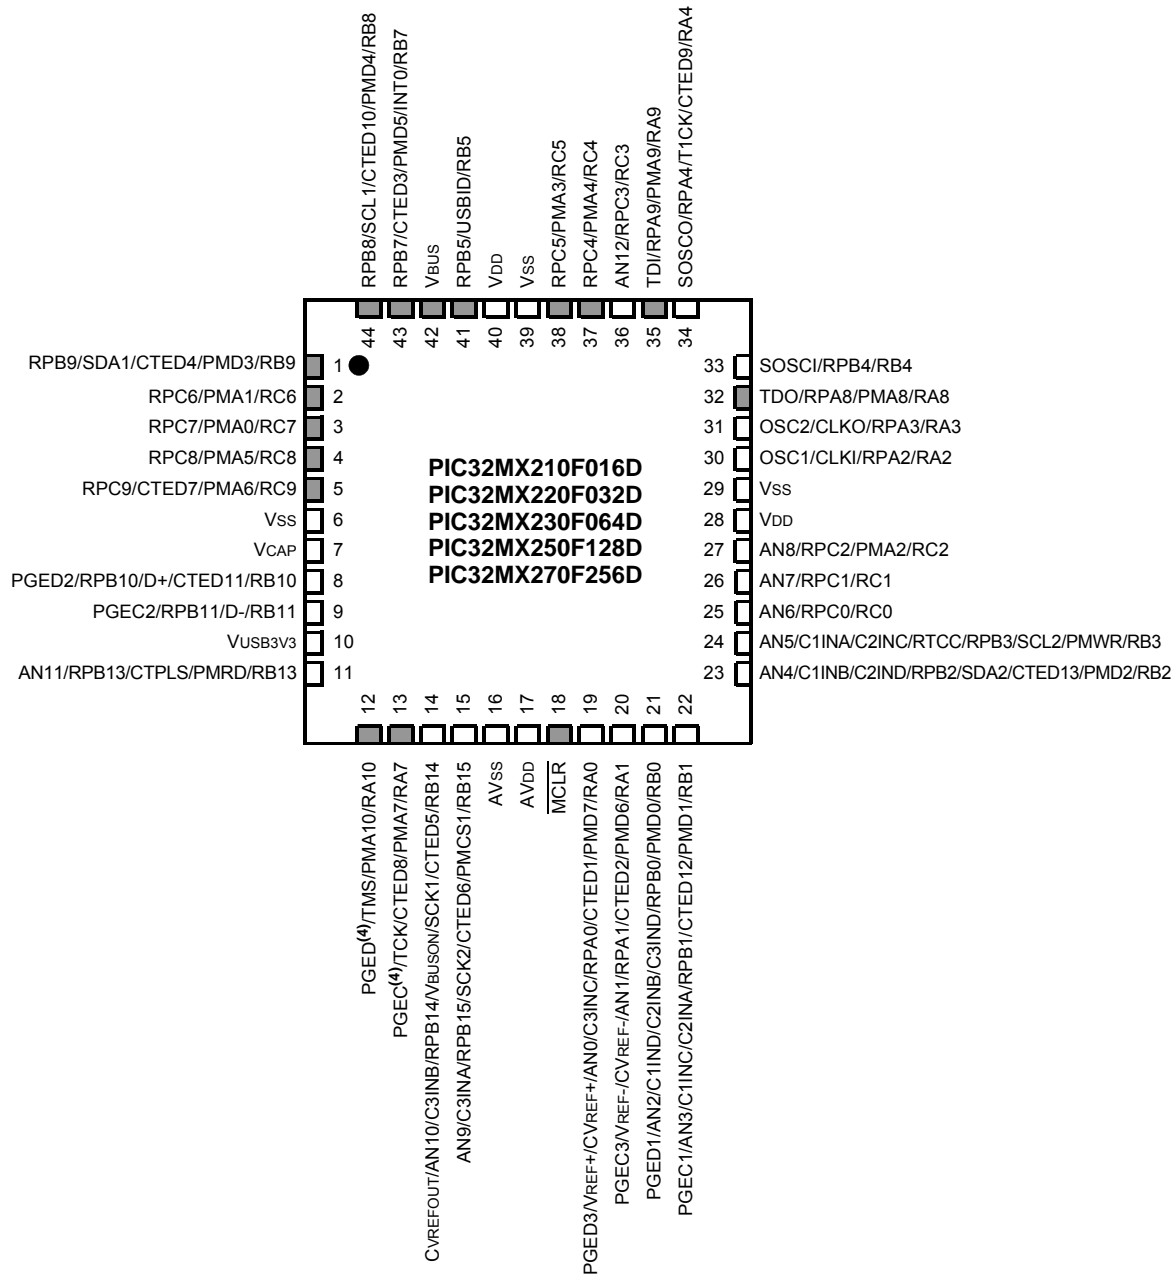 RPB8/SCL1/CTED10/PMD4/RB8
RPB7/CTED3/PMD5/INT0/RB7
VBUS
RPB5/USBID/RB5
VDD
VSS
RPC5/PMA3/RC5
RPC4/PMA4/RC4
AN12/RPC3/RC3
TDI/RPA9/PMA9/RA9
SOSCO/RPA4/T1CK/CTED9/RA4
44
43
42
41
40
39
38
37
36
35
34
RPB9/SDA1/CTED4/PMD3/RB9 1
RPC6/PMA1/RC6 2
RPC7/PMA0/RC7 3
RPC8/PMA5/RC8 4
RPC9/CTED7/PMA6/RC9 5
VSS 6
VCAP 7
PGED2/RPB10/D+/CTED11/RB10 8
PGEC2/RPB11/D-/RB11 9
VUSB3V3 10
AN11/RPB13/CTPLS/PMRD/RB13 11
PIC32MX210F016D
PIC32MX220F032D
PIC32MX230F064D
PIC32MX250F128D
PIC32MX270F256D
33 SOSCI/RPB4/RB4
32 TDO/RPA8/PMA8/RA8
31 OSC2/CLKO/RPA3/RA3
30 OSC1/CLKI/RPA2/RA2
29 VSS
28 VDD
27 AN8/RPC2/PMA2/RC2
26 AN7/RPC1/RC1
25 AN6/RPC0/RC0
24 AN5/C1INA/C2INC/RTCC/RPB3/SCL2/PMWR/RB3
23 AN4/C1INB/C2IND/RPB2/SDA2/CTED13/PMD2/RB2
12
13
14
15
16
17
18
19
20
21
22
PGED(4)/TMS/PMA10/RA10
PGEC(4)/TCK/CTED8/PMA7/RA7
CVREFOUT/AN10/C3INB/RPB14/VBUSON/SCK1/CTED5/RB14
AN9/C3INA/RPB15/SCK2/CTED6/PMCS1/RB15
AVSS
AVDD
MCLR
PGED3/VREF+/CVREF+/AN0/C3INC/RPA0/CTED1/PMD7/RA0
PGEC3/VREF-/CVREF-/AN1/RPA1/CTED2/PMD6/RA1
PGED1/AN2/C1IND/C2INB/C3IND/RPB0/PMD0/RB0
PGEC1/AN3/C1INC/C2INA/RPB1/CTED12/PMD1/RB1